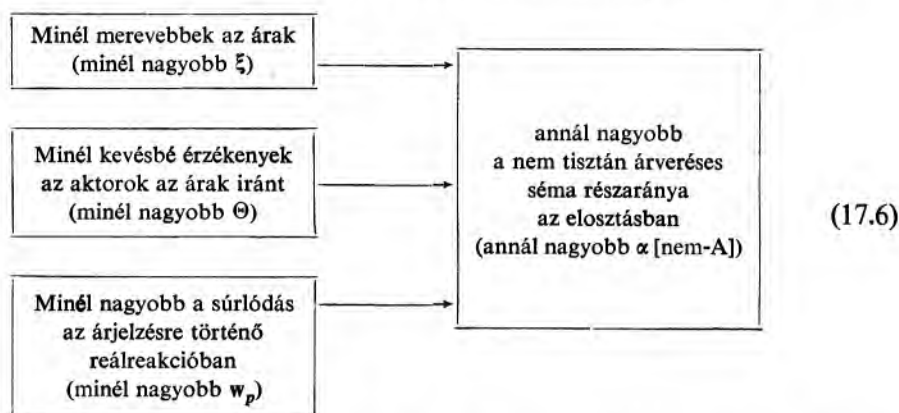 Minél merevebbek az árak
(minél nagyobb ξ)
Minél kevésbé érzékenyek
az aktorok az árak iránt
(minél nagyobb Θ)
Minél nagyobb a súrlódás
az árjelzésre történő
reálreakcióban
(minél nagyobb wₚ)
annál nagyobb
a nem tisztán árveréses
séma részaránya
az elosztásban
(annál nagyobb α [nem-A])
(17.6)